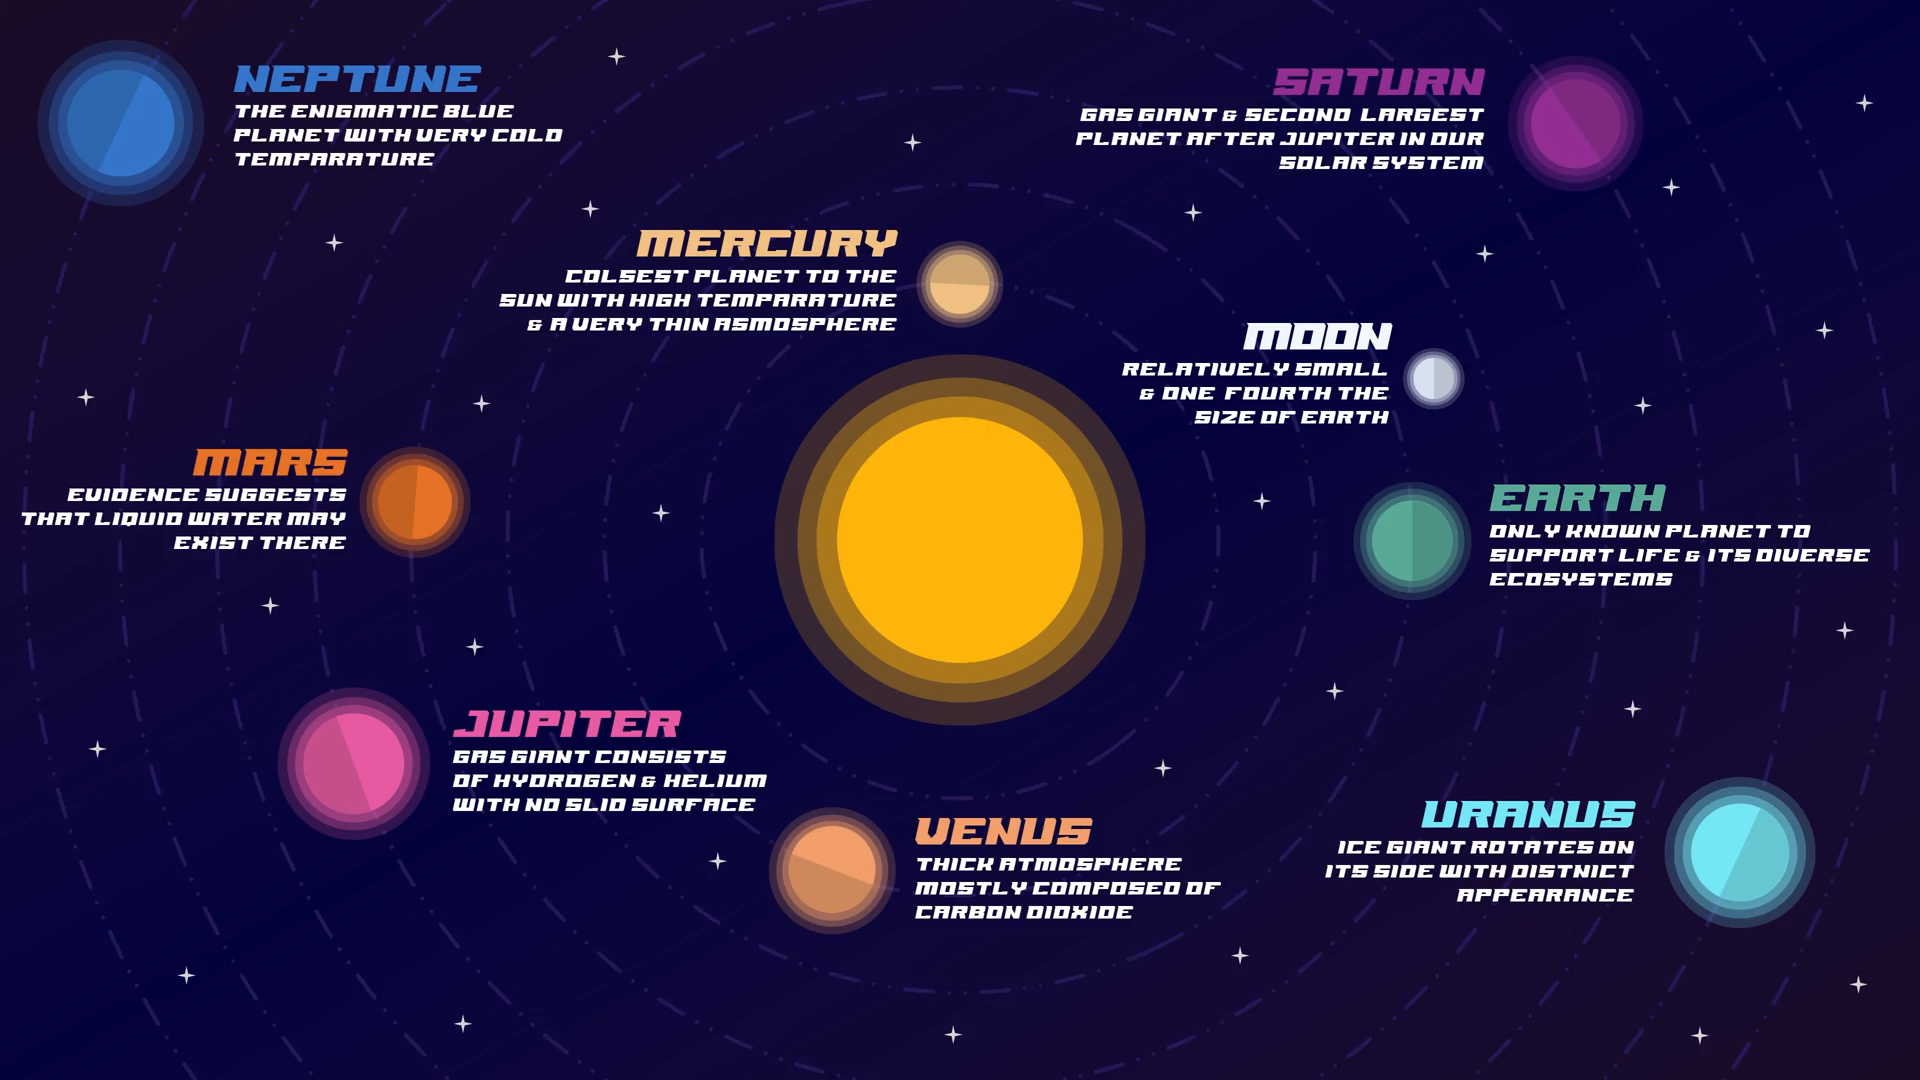 NEPTUNE
THE ENIGMATIC BLUE
PLANET WITH VERY COLD
TEMPARATURE
SATURN
GAS GIANT & SECOND LARGEST
PLANET AFTER JUPITER IN OUR
SOLAR SYSTEM
MERCURY
COLSEST PLANET TO THE
SUN WITH HIGH TEMPARATURE
& A VERY THIN ASMOSPHERE
MOON
RELATIVELY SMALL
& ONE FOURTH THE
SIZE OF EARTH
MARS
EVIDENCE SUGGESTS
THAT LIQUID WATER MAY
EXIST THERE
EARTH
ONLY KNOWN PLANET TO
SUPPORT LIFE & ITS DIVERSE
ECOSYSTEMS
JUPITER
GAS GIANT CONSISTS
OF HYDROGEN & HELIUM
WITH NO SLID SURFACE
VENUS
THICK ATMOSPHERE
MOSTLY COMPOSED OF
CARBON DIOXIDE
URANUS
ICE GIANT ROTATES ON
ITS SIDE WITH DISTNICT
APPEARANCE